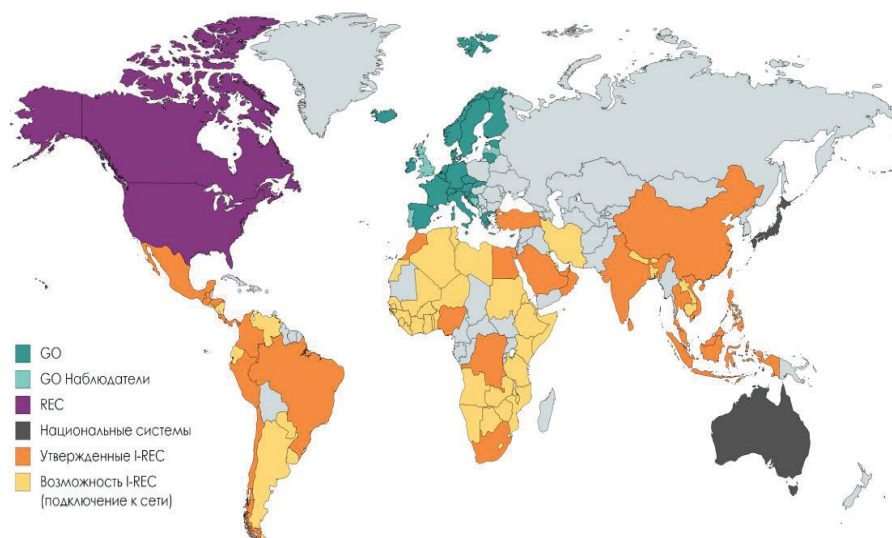 GO
GO Наблюдатели
REC
Национальные системы
Утвержденные I-REC
Возможность I-REC
(подключение к сети)